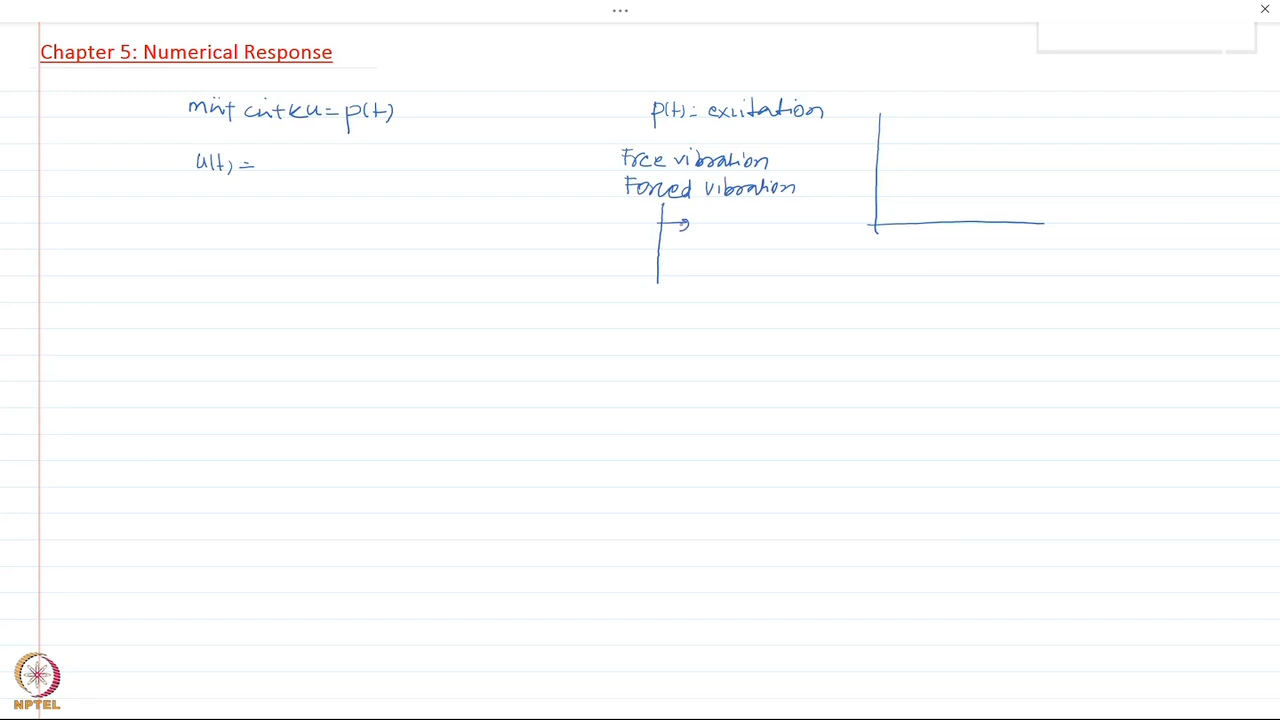 Chapter 5: Numerical Response
mü+ cu̇+ku = p(t)
p(t) = excitation
u(t) =
Free vibration
Forced vibration
NPTEL